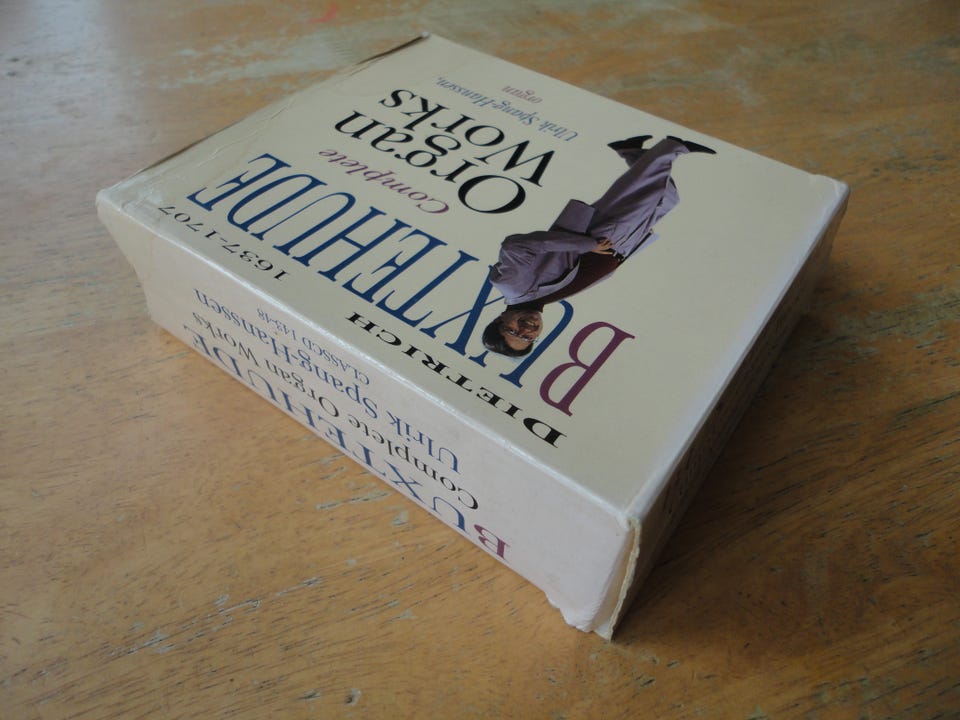 DIETRICH 1637-1707
BUXTEHUDE
Complete
Organ
Works
Ulrik Spang-Hanssen,
organ
BUXTEHUDE
Complete Organ Works
Ulrik Spang-Hanssen
CLASSCD 143-48